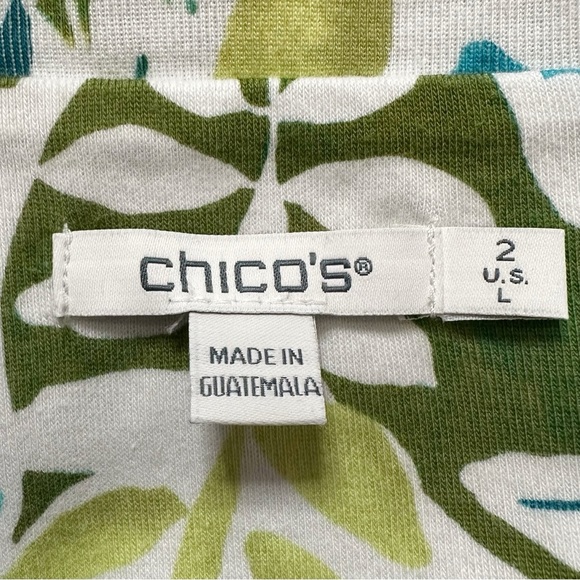 chico's®
2
U.S.
L
MADE IN
GUATEMALA